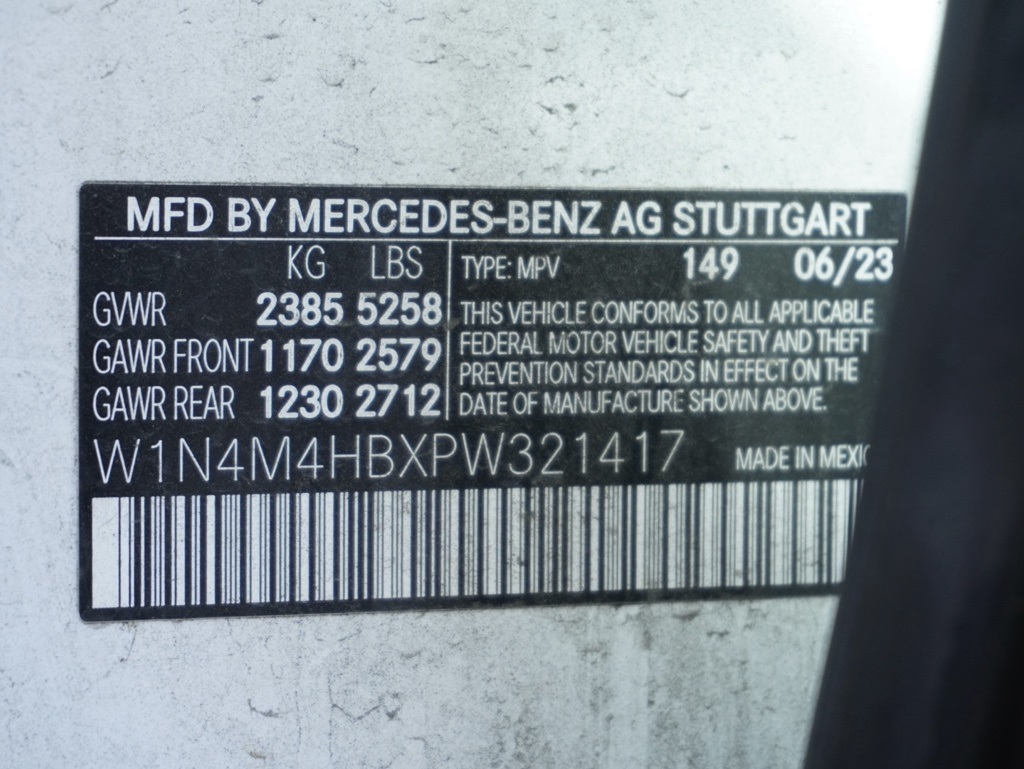 MFD BY MERCEDES-BENZ AG STUTTGART
KG LBS
GVWR 2385 5258
GAWR FRONT 1170 2579
GAWR REAR 1230 2712
TYPE: MPV 149 06/23
THIS VEHICLE CONFORMS TO ALL APPLICABLE
FEDERAL MOTOR VEHICLE SAFETY AND THEFT
PREVENTION STANDARDS IN EFFECT ON THE
DATE OF MANUFACTURE SHOWN ABOVE.
W1N4M4HBXPW321417 MADE IN